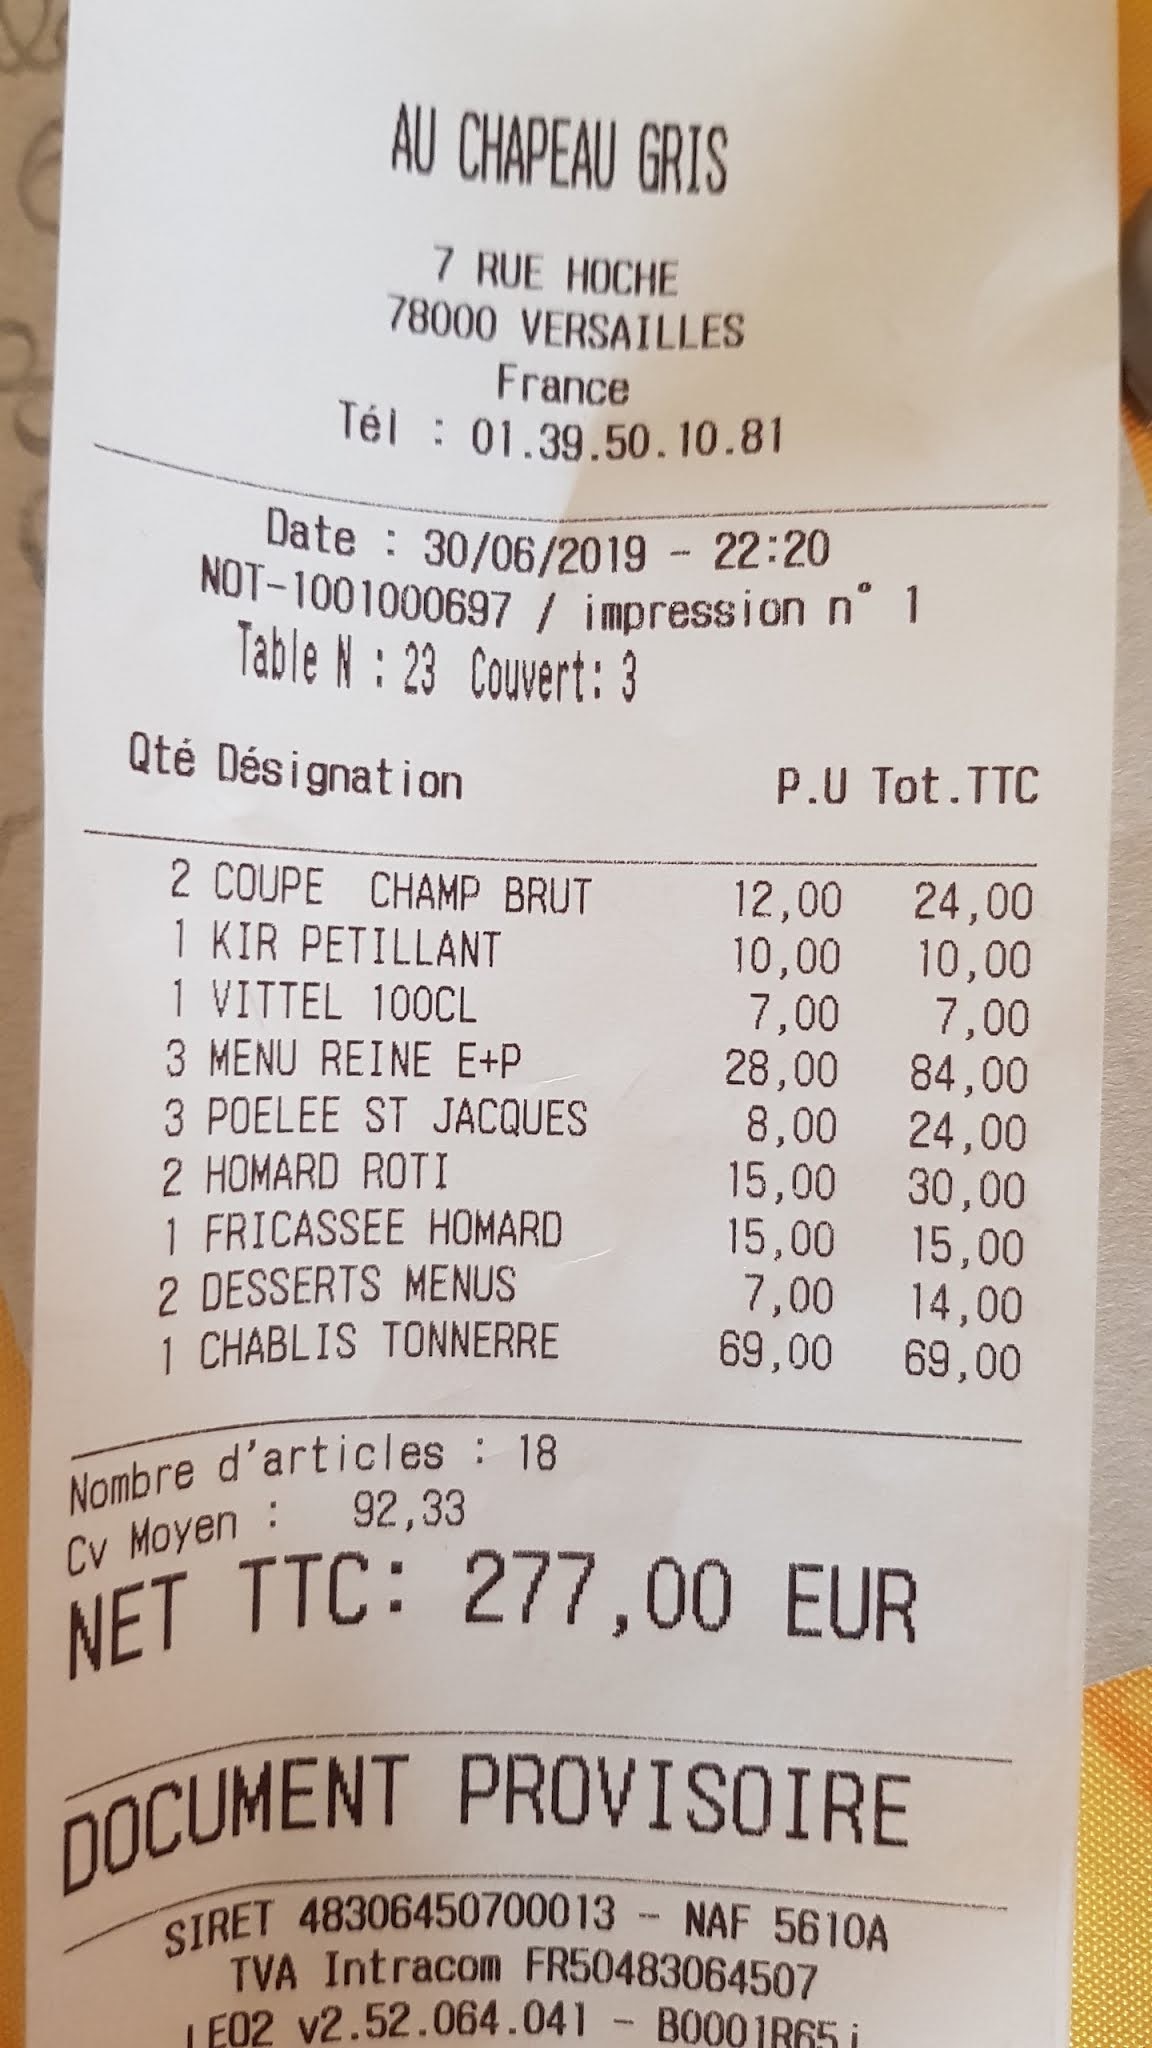 AU CHAPEAU GRIS
7 RUE HOCHE
78000 VERSAILLES
France
Tél : 01.39.50.10.81
Date : 30/06/2019 - 22:20
NOT-1001000697 / impression n° 1
Table N : 23 Couvert: 3
Qté Désignation P.U Tot.TTC
2 COUPE CHAMP BRUT 12,00 24,00
1 KIR PETILLANT 10,00 10,00
1 VITTEL 100CL 7,00 7,00
3 MENU REINE E+P 28,00 84,00
3 POELEE ST JACQUES 8,00 24,00
2 HOMARD ROTI 15,00 30,00
1 FRICASSEE HOMARD 15,00 15,00
2 DESSERTS MENUS 7,00 14,00
1 CHABLIS TONNERRE 69,00 69,00
Nombre d'articles : 18
Cv Moyen : 92,33
NET TTC: 277,00 EUR
DOCUMENT PROVISOIRE
SIRET 48306450700013 - NAF 5610A
TVA Intracom FR50483064507
LEO2 v2.52.064.041 -